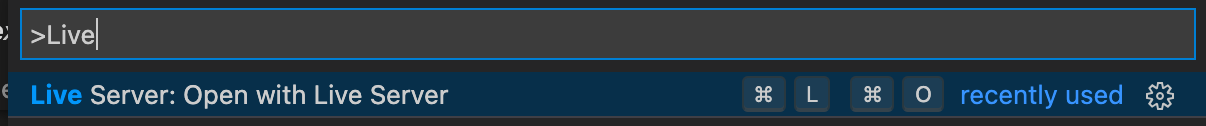 >Live
Live Server: Open with Live Server ⌘ L ⌘ O recently used